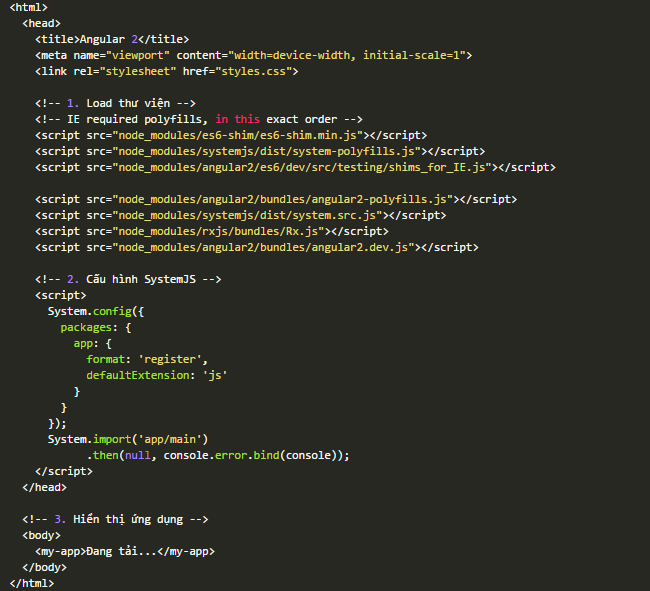 <html>
<head>
<title>Angular 2</title>
<meta name="viewport" content="width=device-width, initial-scale=1">
<link rel="stylesheet" href="styles.css">
<!-- 1. Load thư viện -->
<!-- IE required polyfills, in this exact order -->
<script src="node_modules/es6-shim/es6-shim.min.js"></script>
<script src="node_modules/systemjs/dist/system-polyfills.js"></script>
<script src="node_modules/angular2/es6/dev/src/testing/shims_for_IE.js"></script>
<script src="node_modules/angular2/bundles/angular2-polyfills.js"></script>
<script src="node_modules/systemjs/dist/system.src.js"></script>
<script src="node_modules/rxjs/bundles/Rx.js"></script>
<script src="node_modules/angular2/bundles/angular2.dev.js"></script>
<!-- 2. Cấu hình SystemJS -->
<script>
System.config({
packages: {
app: {
format: 'register',
defaultExtension: 'js'
}
}
});
System.import('app/main')
.then(null, console.error.bind(console));
</script>
</head>
<!-- 3. Hiển thị ứng dụng -->
<body>
<my-app>Đang tải...</my-app>
</body>
</html>